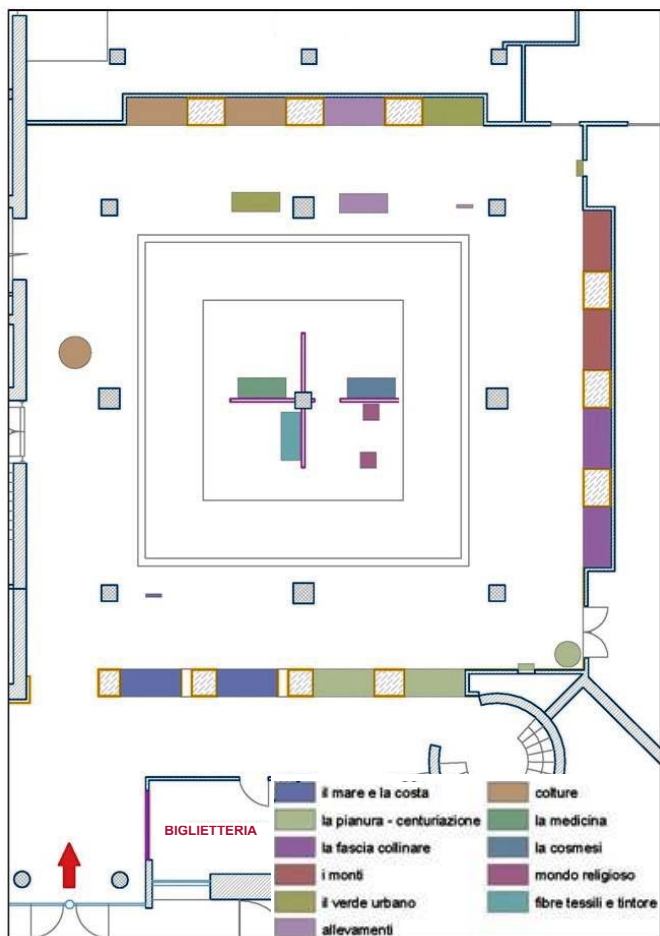 BIGLIETTERIA
il mare e la costa
la pianura - centuriazione
la fascia collinare
i monti
il verde urbano
allevamenti
colture
la medicina
la cosmesi
mondo religioso
fibre tessili e tintore